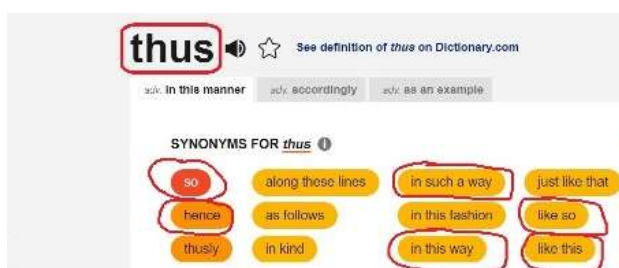 thus See definition of thus on Dictionary.com
adv. in this manner adv. accordingly adv. as an example
SYNONYMS FOR thus
so along these lines in such a way just like that
hence as follows in this fashion like so
thusly in kind in this way like this